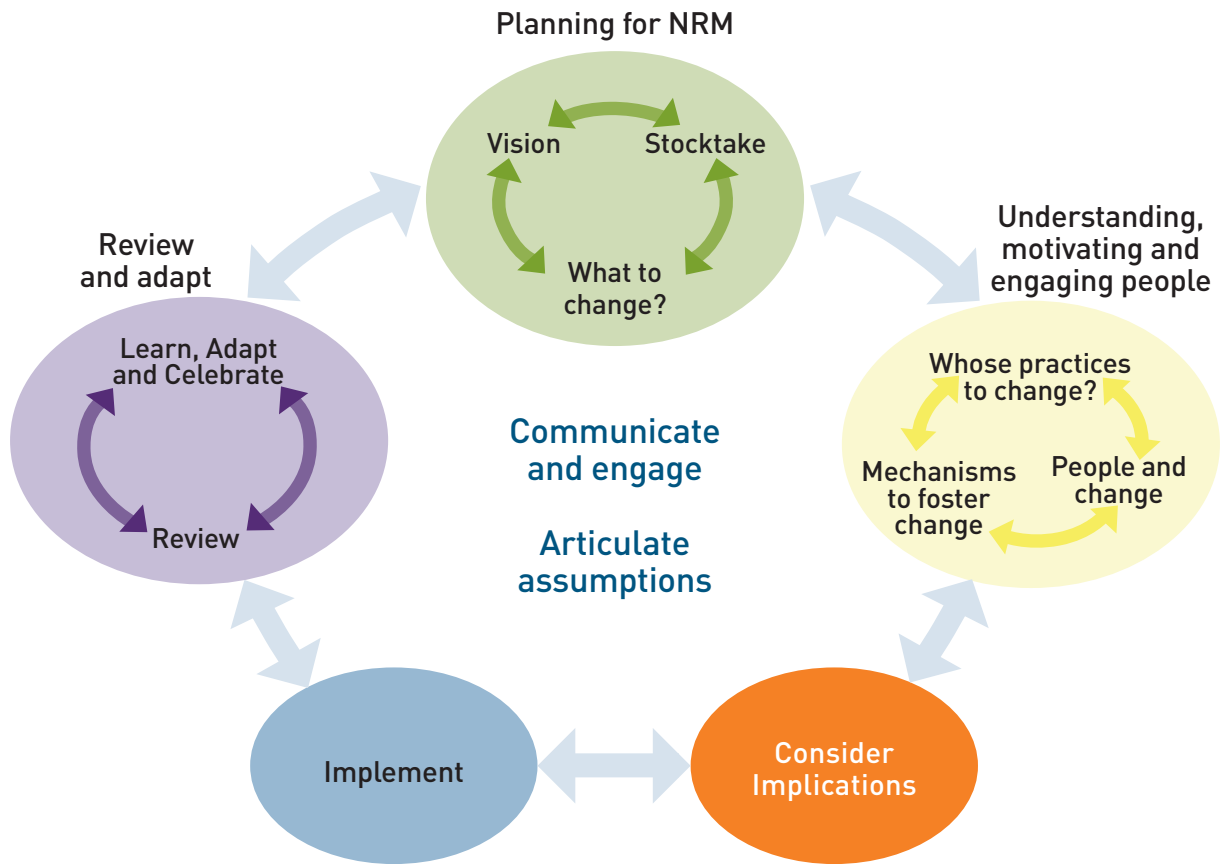 Planning for NRM
Vision
Stocktake
What to
change?
Understanding,
motivating and
engaging people
Whose practices
to change?
People and
change
Mechanisms
to foster
change
Consider
Implications
Implement
Review
and adapt
Learn, Adapt
and Celebrate
Review
Communicate
and engage
Articulate
assumptions